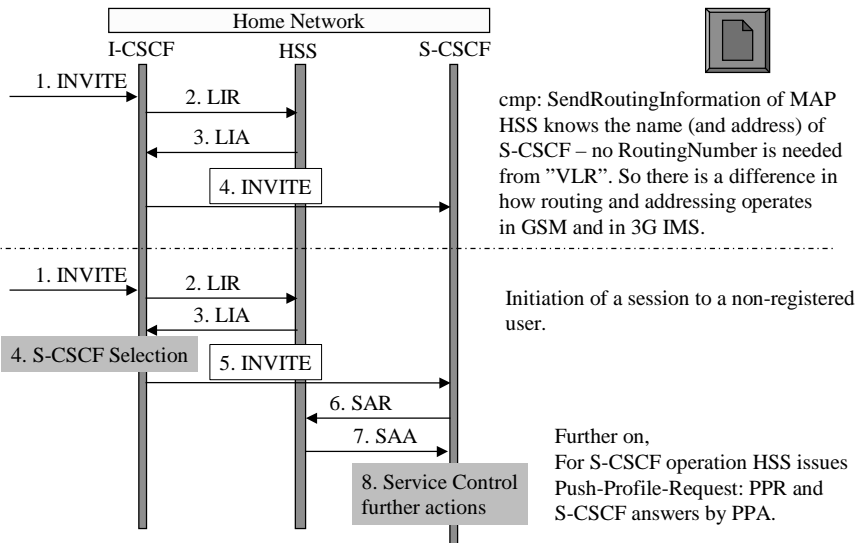 Home Network
I-CSCF
HSS
S-CSCF
1. INVITE
2. LIR
3. LIA
4. INVITE
cmp: SendRoutingInformation of MAP
HSS knows the name (and address) of
S-CSCF – no RoutingNumber is needed
from ”VLR”. So there is a difference in
how routing and addressing operates
in GSM and in 3G IMS.
1. INVITE
2. LIR
3. LIA
4. S-CSCF Selection
5. INVITE
6. SAR
7. SAA
8. Service Control
further actions
Initiation of a session to a non-registered
user.
Further on,
For S-CSCF operation HSS issues
Push-Profile-Request: PPR and
S-CSCF answers by PPA.